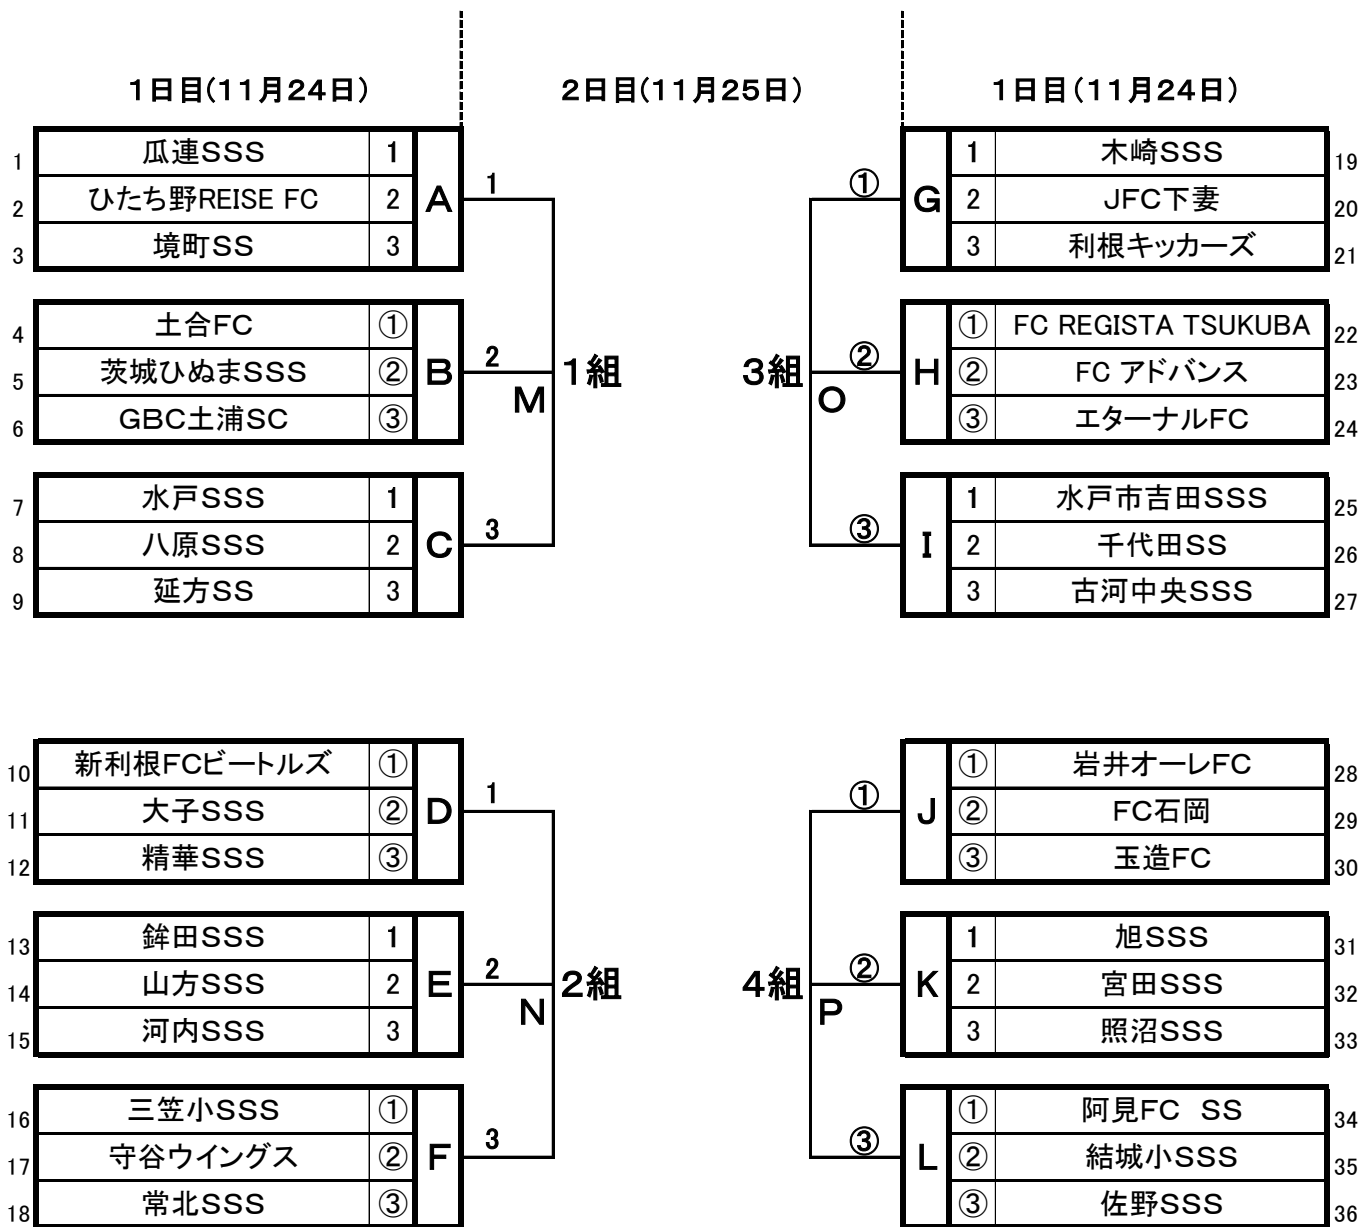 1日目(11月24日)
2日目(11月25日)
1日目(11月24日)
1 瓜連SSS 1
2 ひたち野REISE FC 2
3 境町SS 3
A
1
4 土合FC ①
5 茨城ひぬまSSS ②
6 GBC土浦SC ③
B
2
M
1組
7 水戸SSS 1
8 八原SSS 2
9 延方SS 3
C
3
①
G
1 木崎SSS 19
2 JFC下妻 20
3 利根キッカーズ 21
3組
②
O
H
① FC REGISTA TSUKUBA 22
② FC アドバンス 23
③ エターナルFC 24
③
I
1 水戸市吉田SSS 25
2 千代田SS 26
3 古河中央SSS 27
10 新利根FCビートルズ ①
11 大子SSS ②
12 精華SSS ③
D
1
13 鉾田SSS 1
14 山方SSS 2
15 河内SSS 3
E
2
N
2組
16 三笠小SSS ①
17 守谷ウイングス ②
18 常北SSS ③
F
3
①
J
① 岩井オーレFC 28
② FC石岡 29
③ 玉造FC 30
4組
②
P
K
1 旭SSS 31
2 宮田SSS 32
3 照沼SSS 33
③
L
① 阿見FC SS 34
② 結城小SSS 35
③ 佐野SSS 36